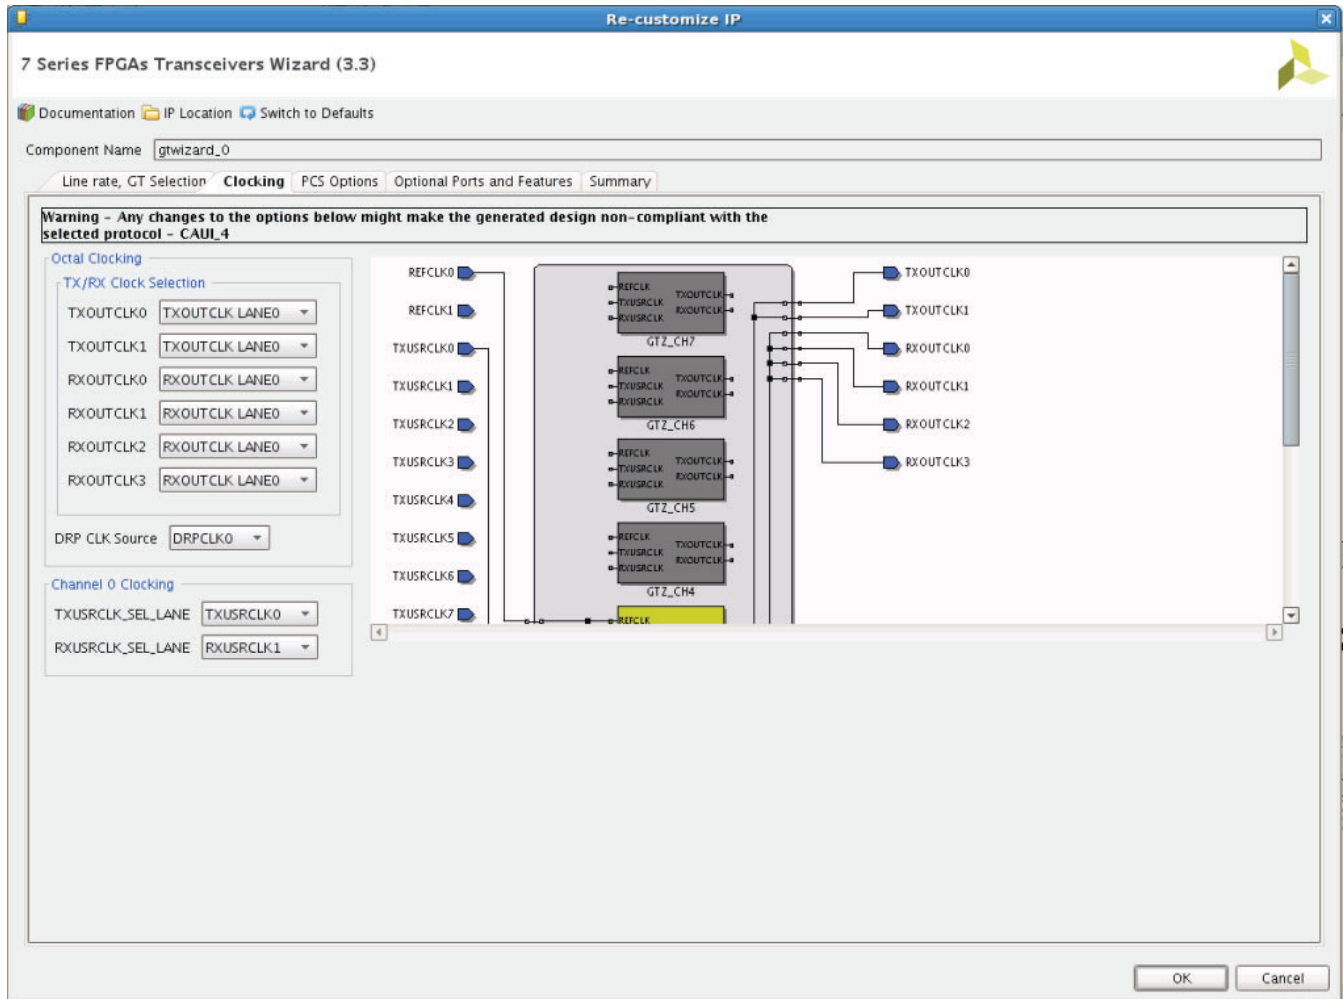 Re-customize IP
7 Series FPGAs Transceivers Wizard (3.3)
Documentation IP Location Switch to Defaults
Component Name gtwizard_0
Line rate, GT Selection Clocking PCS Options Optional Ports and Features Summary
Warning - Any changes to the options below might make the generated design non-compliant with the
selected protocol - CAUI_4
Octal Clocking
TX/RX Clock Selection
TXOUTCLK0 TXOUTCLK LANE0
TXOUTCLK1 TXOUTCLK LANE0
RXOUTCLK0 RXOUTCLK LANE0
RXOUTCLK1 RXOUTCLK LANE0
RXOUTCLK2 RXOUTCLK LANE0
RXOUTCLK3 RXOUTCLK LANE0
DRP CLK Source DRPCLK0
Channel 0 Clocking
TXUSRCLK_SEL_LANE TXUSRCLK0
RXUSRCLK_SEL_LANE RXUSRCLK1
REFCLK0
REFCLK1
TXUSRCLK0
TXUSRCLK1
TXUSRCLK2
TXUSRCLK3
TXUSRCLK4
TXUSRCLK5
TXUSRCLK6
TXUSRCLK7
REFCLK
TXUSRCLK TXOUTCLK
RXUSRCLK RXOUTCLK
GTZ_CH7
REFCLK
TXUSRCLK TXOUTCLK
RXUSRCLK RXOUTCLK
GTZ_CH6
REFCLK
TXUSRCLK TXOUTCLK
RXUSRCLK RXOUTCLK
GTZ_CH5
REFCLK
TXUSRCLK TXOUTCLK
RXUSRCLK RXOUTCLK
GTZ_CH4
REFCLK
TXOUTCLK0
TXOUTCLK1
RXOUTCLK0
RXOUTCLK1
RXOUTCLK2
RXOUTCLK3
OK Cancel